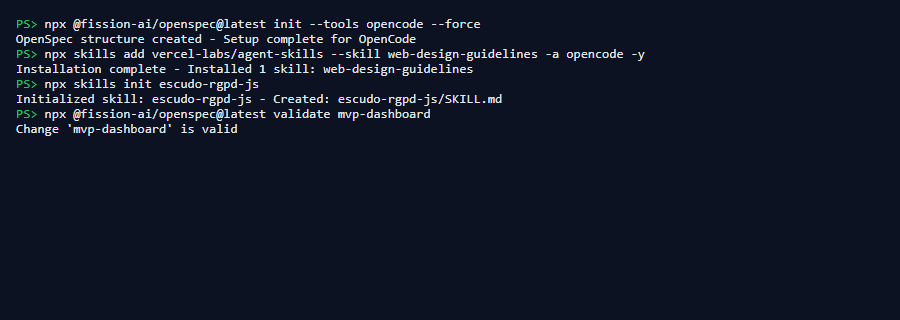 PS> npx @fission-ai/openspec@latest init --tools opencode --force
OpenSpec structure created - Setup complete for OpenCode
PS> npx skills add vercel-labs/agent-skills --skill web-design-guidelines -a opencode -y
Installation complete - Installed 1 skill: web-design-guidelines
PS> npx skills init escudo-rgpd-js
Initialized skill: escudo-rgpd-js - Created: escudo-rgpd-js/SKILL.md
PS> npx @fission-ai/openspec@latest validate mvp-dashboard
Change 'mvp-dashboard' is valid